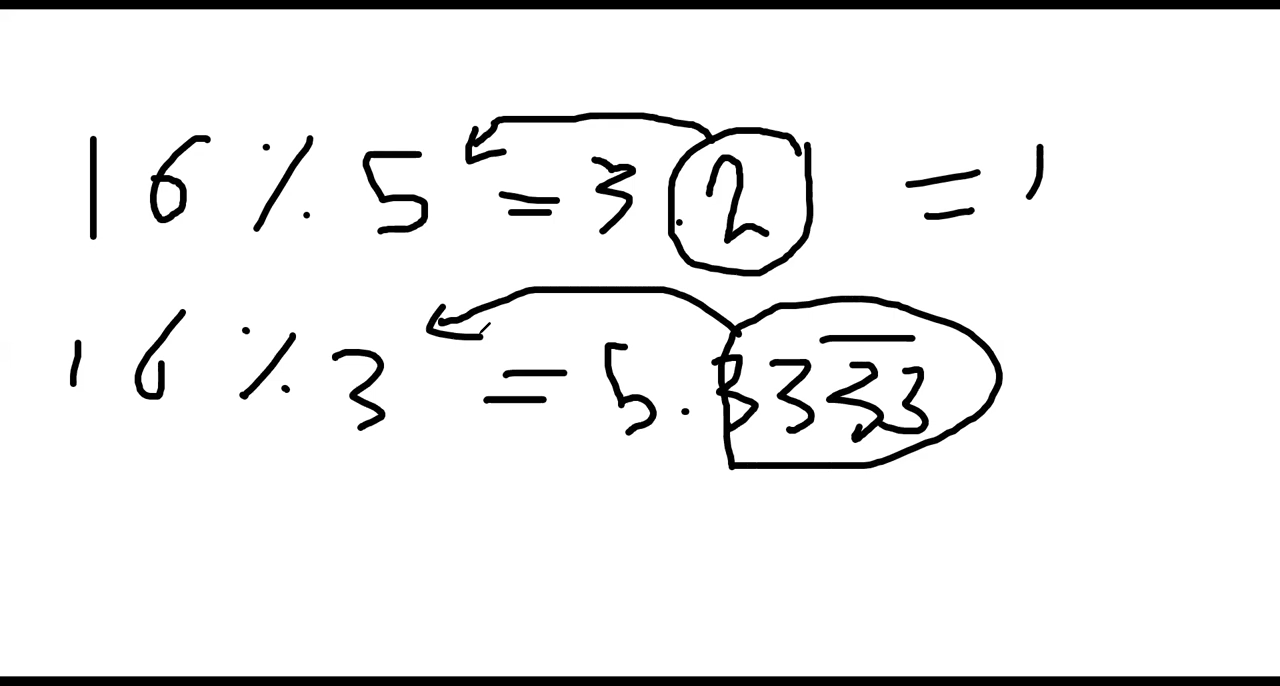 16 % 5 = 3.2 = 1
16 % 3 = 5.3333